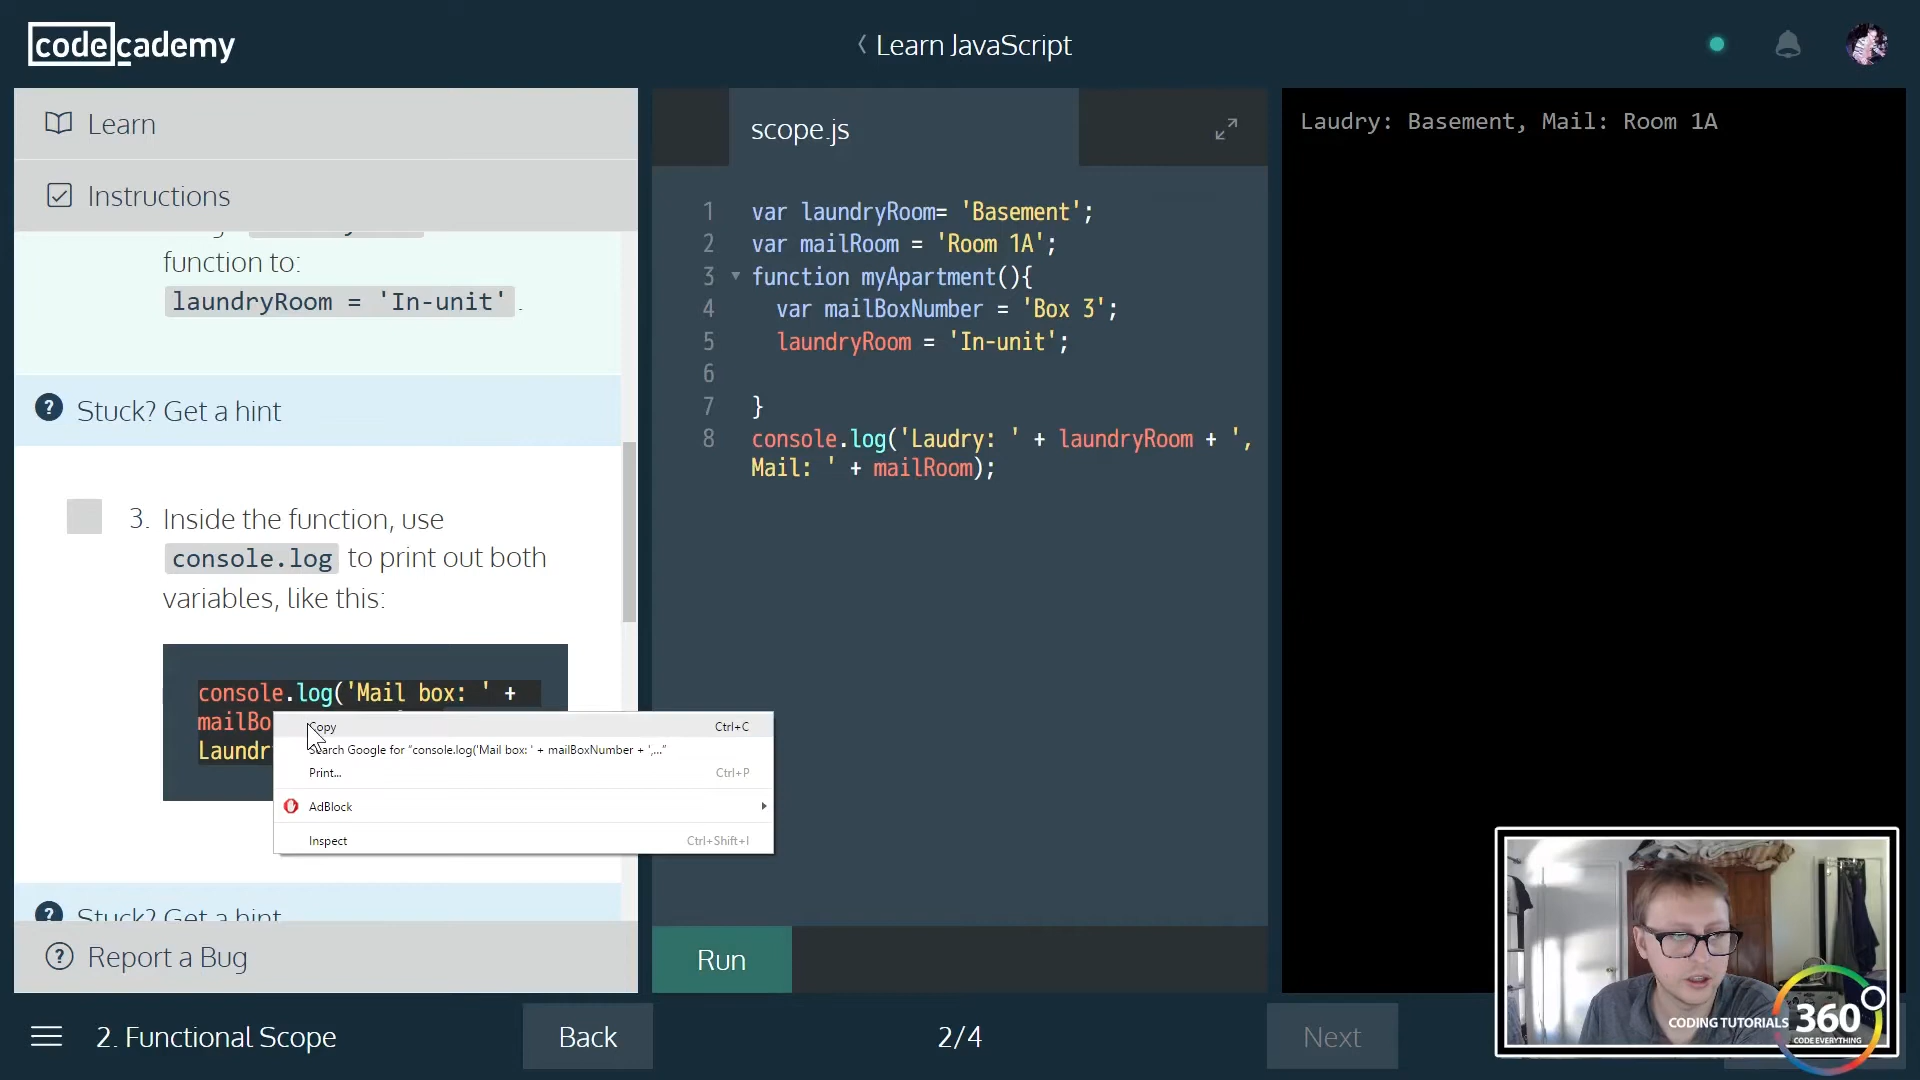 codecademy
Learn JavaScript
Learn
Instructions
function to:
laundryRoom = 'In-unit'.
Stuck? Get a hint
3. Inside the function, use
console.log to print out both
variables, like this:
console.log('Mail box: ' +
mailBo
Laundr
Copy Ctrl+C
Search Google for "console.log('Mail box: ' + mailBoxNumber + ',..."
Print... Ctrl+P
AdBlock
Inspect Ctrl+Shift+I
Stuck? Get a hint
Report a Bug
scope.js
1 var laundryRoom= 'Basement';
2 var mailRoom = 'Room 1A';
3 function myApartment(){
4 var mailBoxNumber = 'Box 3';
5 laundryRoom = 'In-unit';
6
7 }
8 console.log('Laudry: ' + laundryRoom + ',
Mail: ' + mailRoom);
Run
Laudry: Basement, Mail: Room 1A
2. Functional Scope
Back
2/4
Next
CODING TUTORIALS 360
CODE EVERYTHING